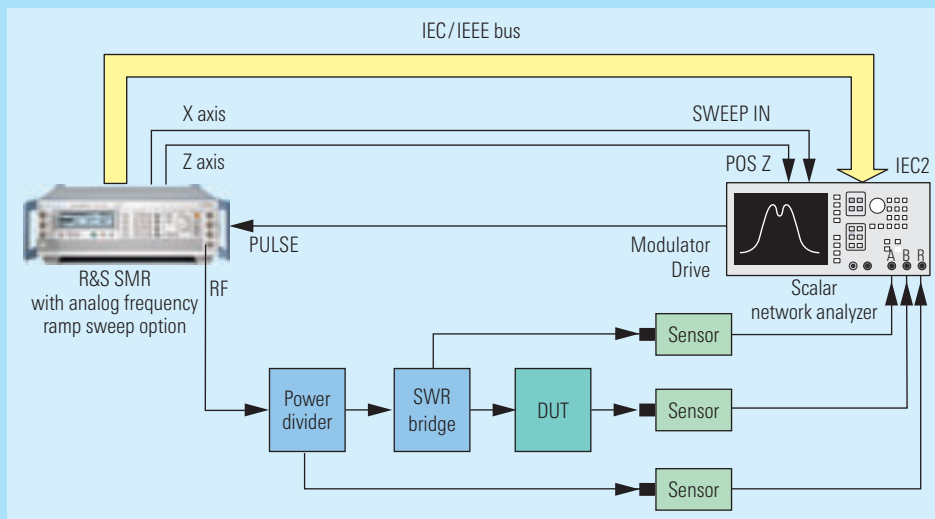 IEC/IEEE bus
X axis
SWEEP IN
Z axis
POS Z
IEC2
PULSE
Modulator
Drive
R&S SMR
with analog frequency
ramp sweep option
RF
A B R
Scalar
network analyzer
Sensor
Power
divider
SWR
bridge
DUT
Sensor
Sensor